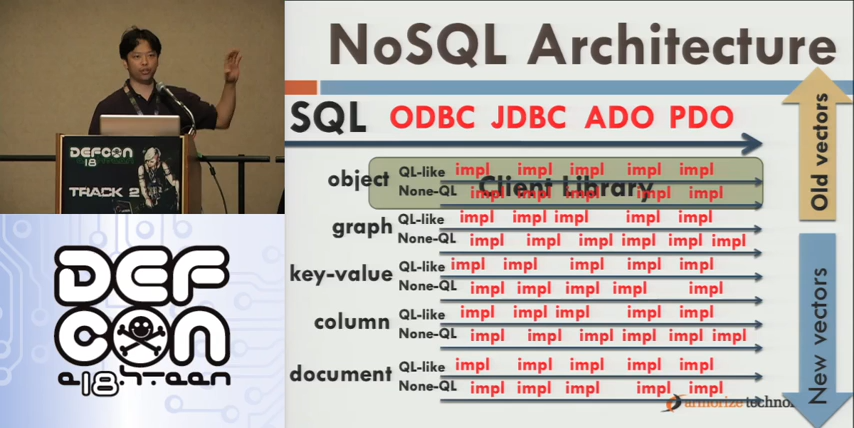 NoSQL Architecture
SQL ODBC JDBC ADO PDO
Old vectors
Client Library
object QL-like impl impl impl impl impl
None-QL impl impl impl impl impl
graph QL-like impl impl impl impl impl
None-QL impl impl impl impl impl impl
key-value QL-like impl impl impl impl impl
None-QL impl impl impl impl impl
column QL-like impl impl impl impl impl
None-QL impl impl impl impl impl impl
document QL-like impl impl impl impl impl
None-QL impl impl impl impl impl
New vectors
armorize
DEFCON
18
TRACK 2
DEF
CON